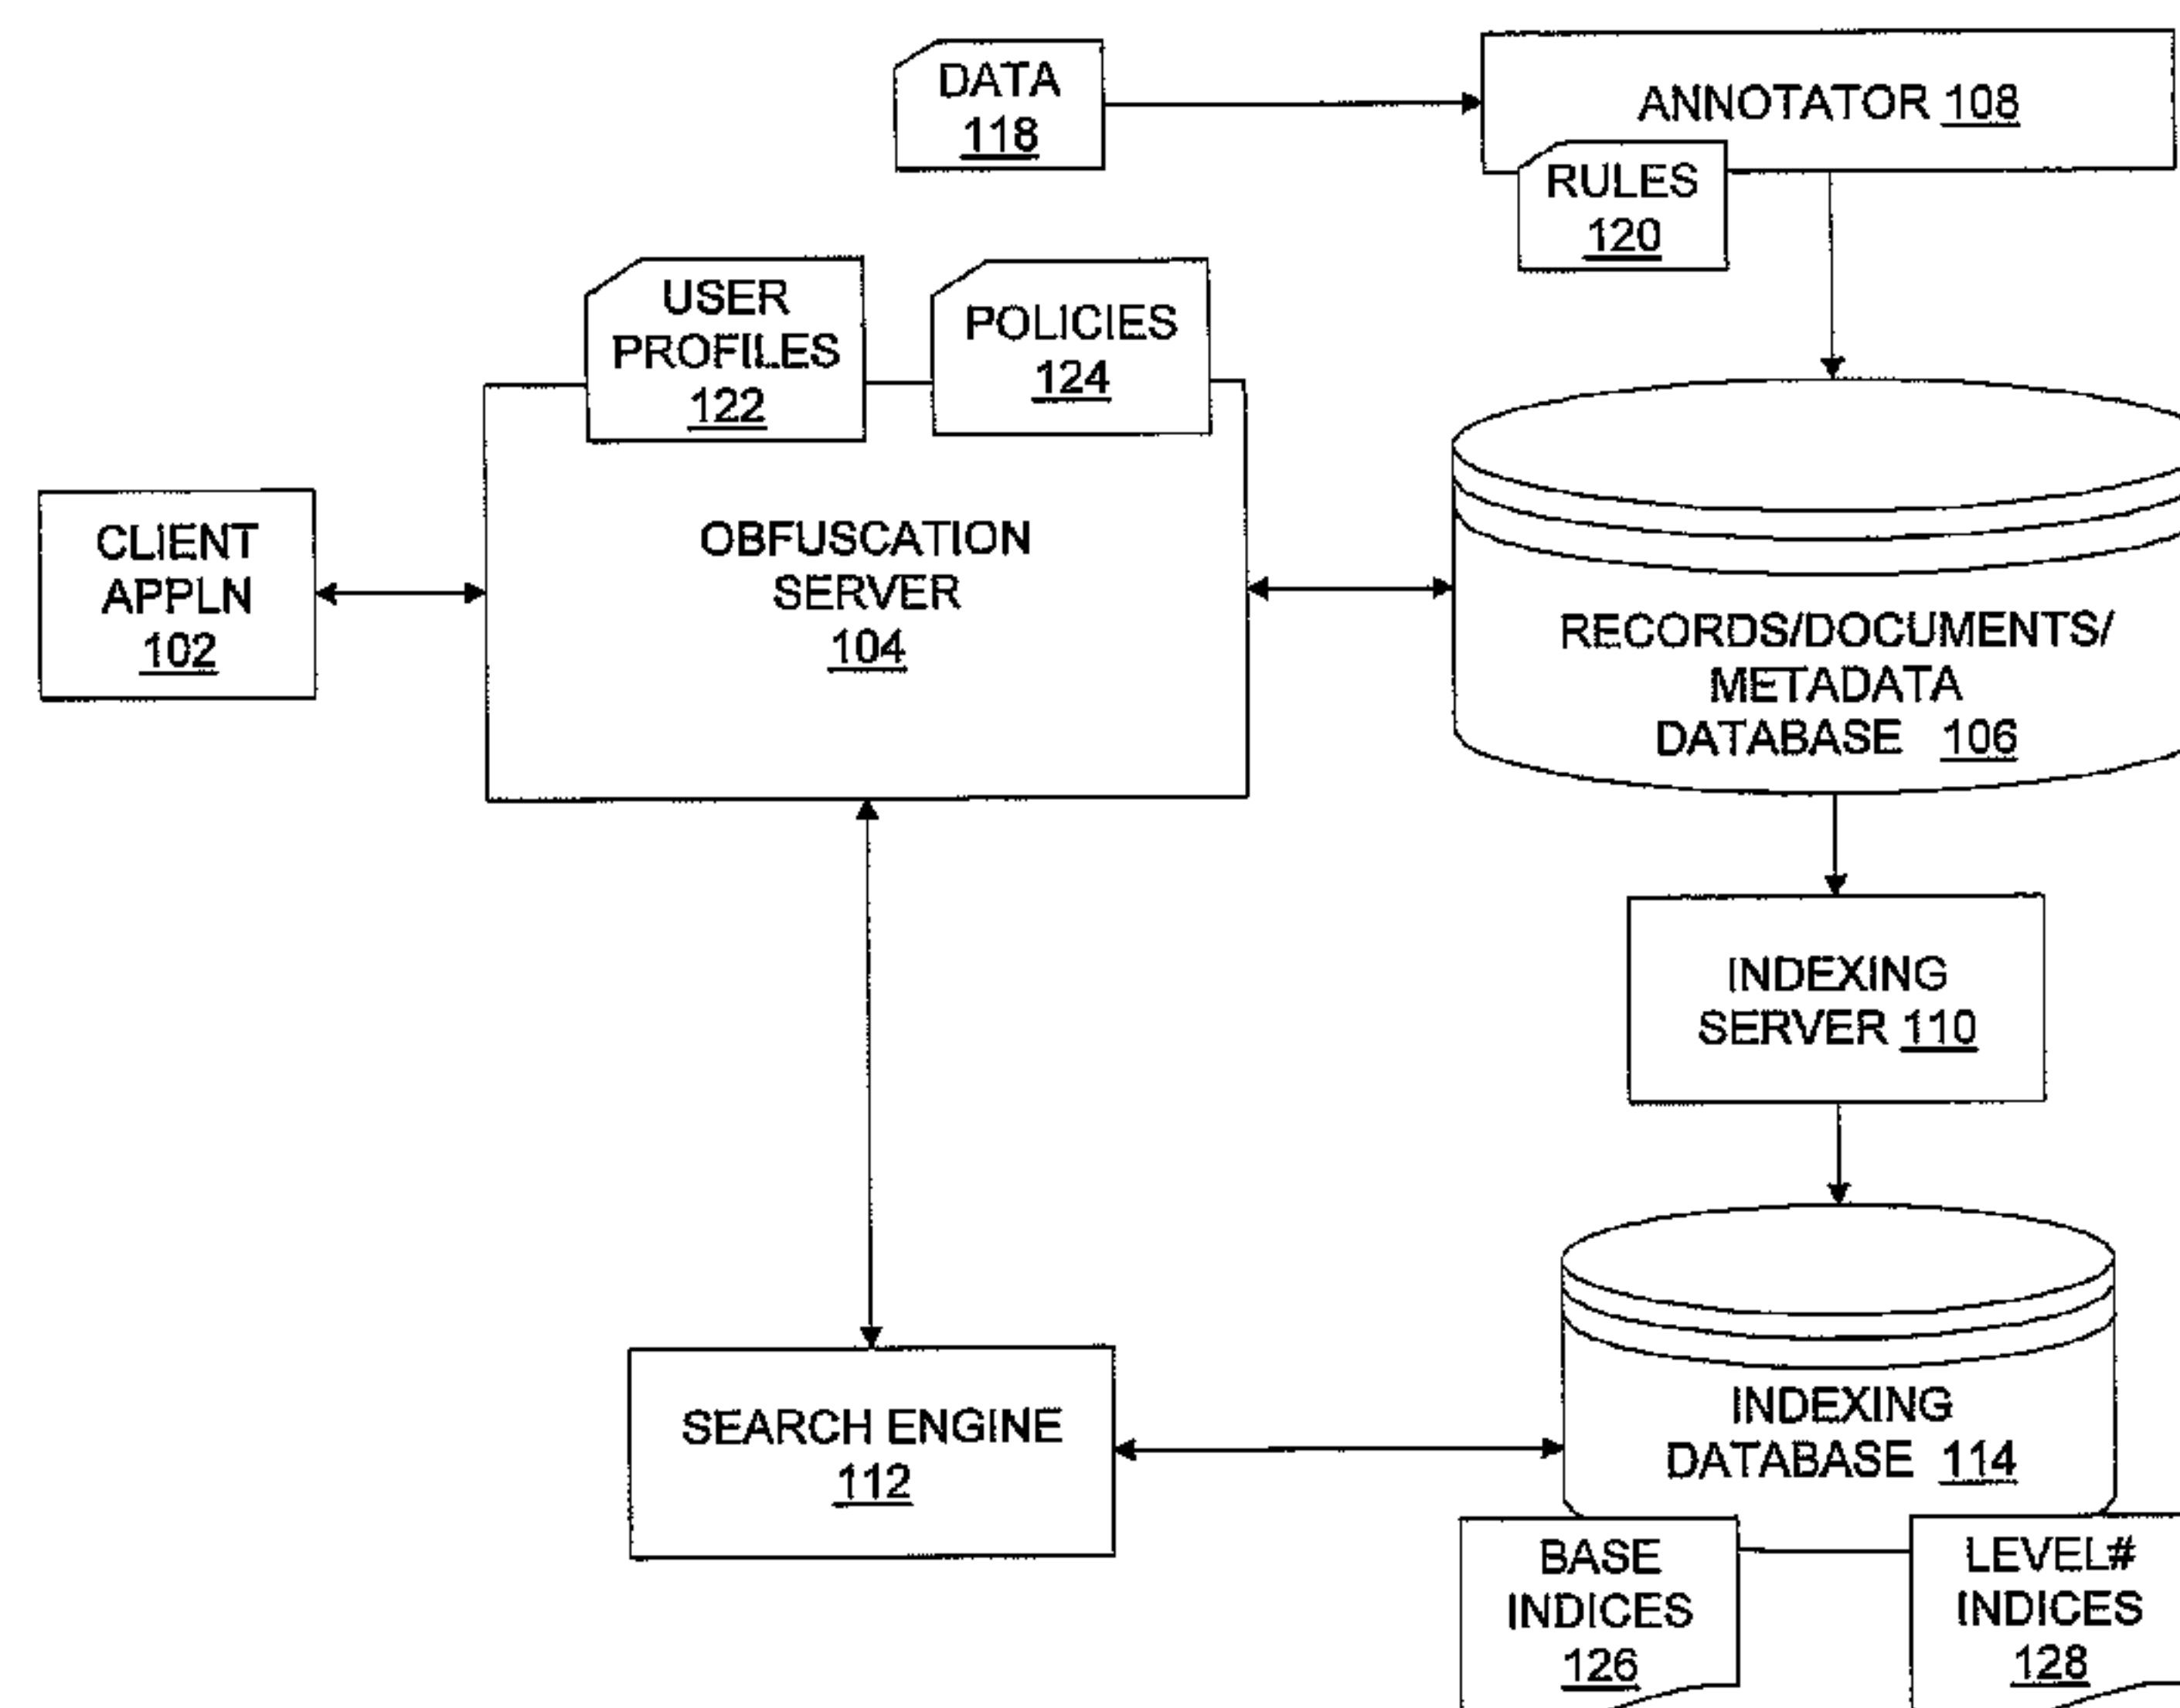 DATA
118
ANNOTATOR 108
RULES
120
USER
PROFILES
122
POLICIES
124
CLIENT
APPLN
102
OBFUSCATION
SERVER
104
RECORDS/DOCUMENTS/
METADATA
DATABASE 106
INDEXING
SERVER 110
SEARCH ENGINE
112
INDEXING
DATABASE 114
BASE
INDICES
126
LEVEL#
INDICES
128